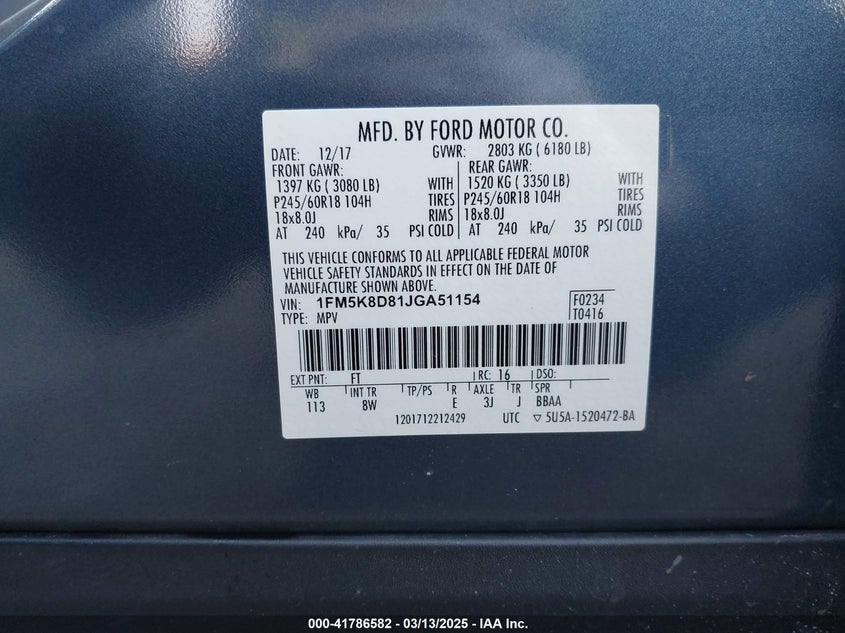 MFD. BY FORD MOTOR CO.
DATE: 12/17 GVWR: 2803 KG ( 6180 LB)
FRONT GAWR: REAR GAWR:
1397 KG ( 3080 LB) WITH 1520 KG ( 3350 LB) WITH
P245/60R18 104H TIRES P245/60R18 104H TIRES
18x8.0J RIMS 18x8.0J RIMS
AT 240 kPa/ 35 PSI COLD AT 240 kPa/ 35 PSI COLD
THIS VEHICLE CONFORMS TO ALL APPLICABLE FEDERAL MOTOR
VEHICLE SAFETY STANDARDS IN EFFECT ON THE DATE OF
MANUFACTURE SHOWN ABOVE.
VIN: 1FM5K8D81JGA51154 F0234
TYPE: MPV T0416
EXT PNT: FT RC: 16 DSO:
WB INT TR TP/PS R AXLE TR SPR
113 8W E 3J J BBAA
1201712212429 UTC ▽ 5U5A-1520472-BA
000-41786582 - 03/13/2025 - IAA Inc.